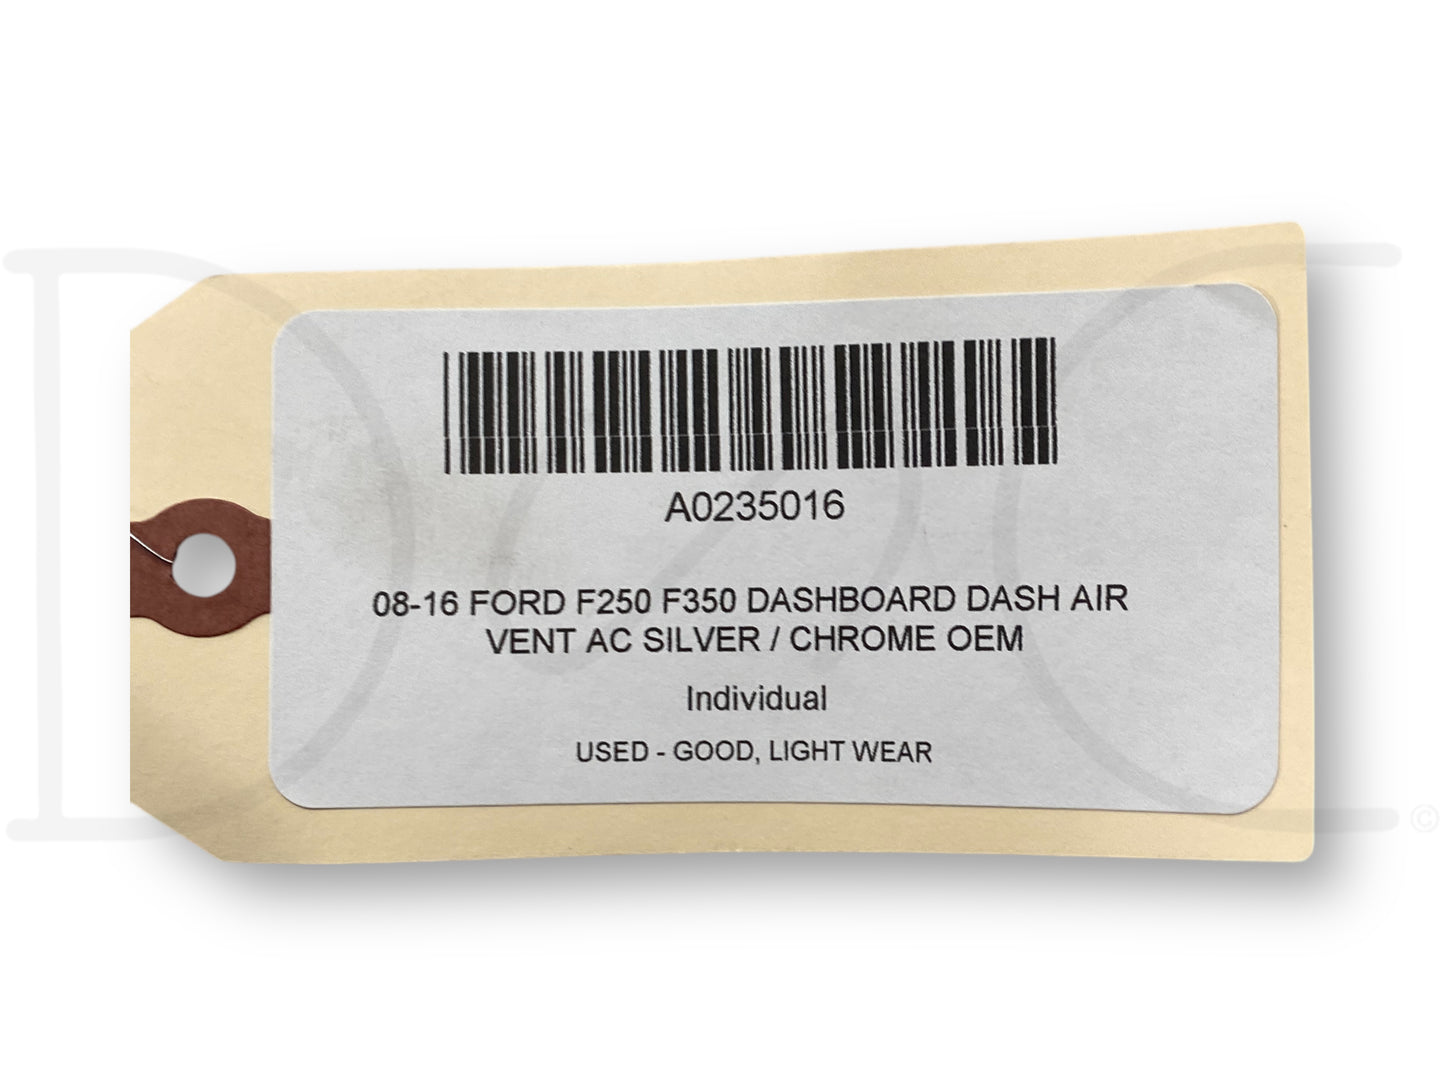 A0235016
08-16 FORD F250 F350 DASHBOARD DASH AIR
VENT AC SILVER / CHROME OEM
Individual
USED - GOOD, LIGHT WEAR
©